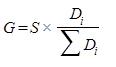 G = S × D_i / ∑ D_i